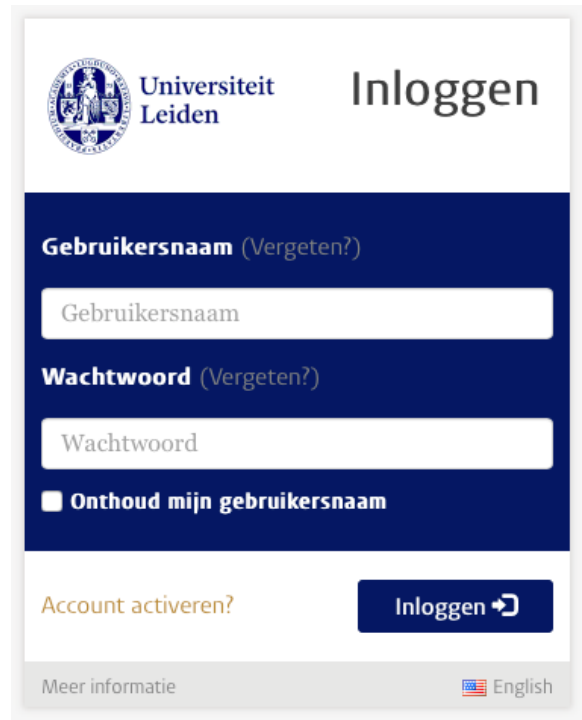 Universiteit
Leiden
Inloggen
Gebruikersnaam (Vergeten?)
Gebruikersnaam
Wachtwoord (Vergeten?)
Wachtwoord
Onthoud mijn gebruikersnaam
Account activeren?
Inloggen
Meer informatie
English